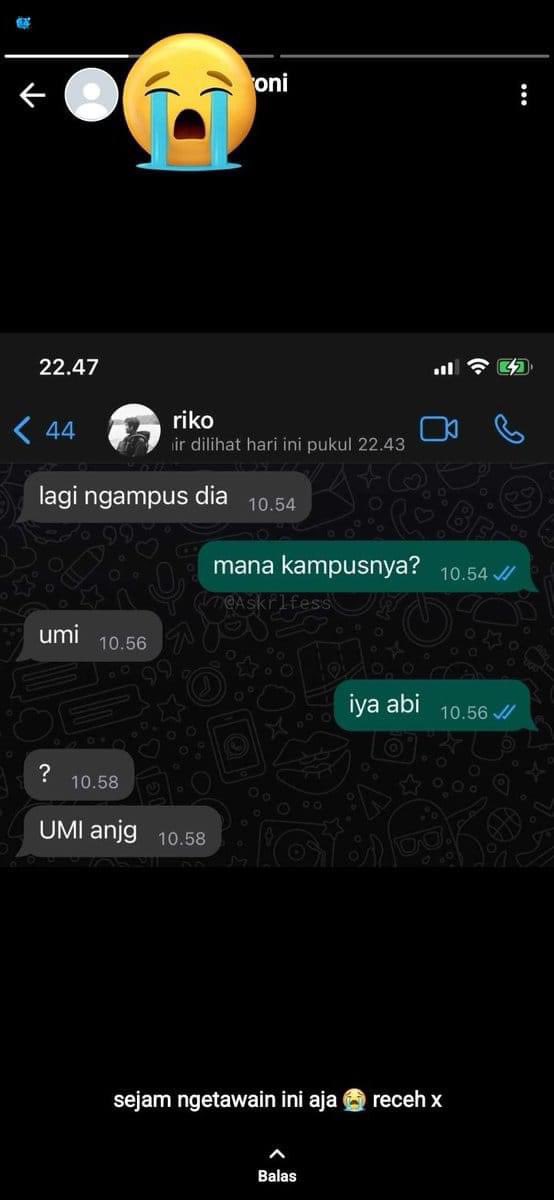 oni
22.47
44
riko
ir dilihat hari ini pukul 22.43
lagi ngampus dia 10.54
mana kampusnya? 10.54
@Askrlfess
umi 10.56
iya abi 10.56
? 10.58
UMI anjg 10.58
sejam ngetawain ini aja 😭 receh x
Balas